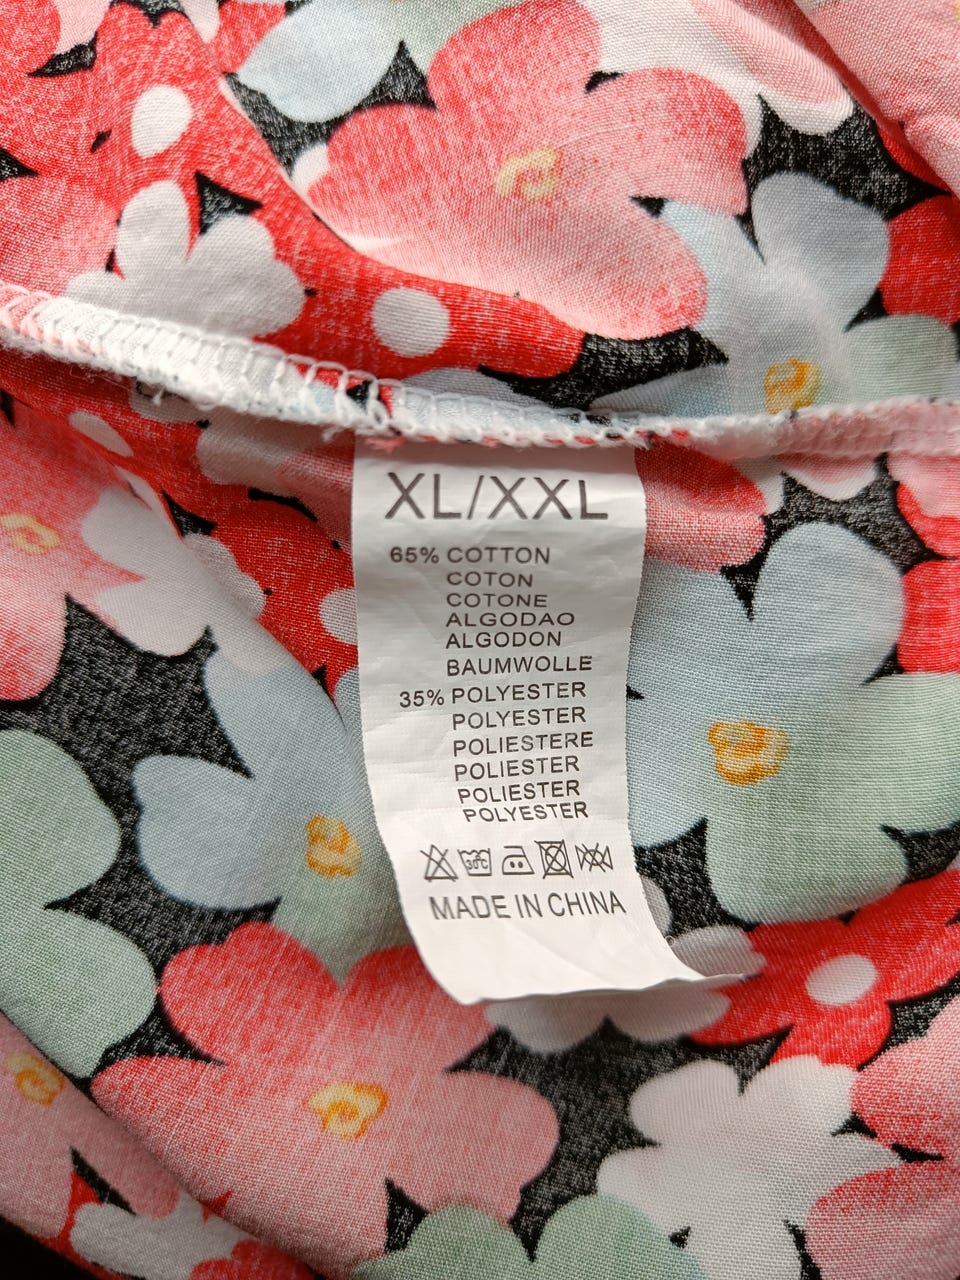 XL/XXL
65% COTTON
COTON
COTONE
ALGODAO
ALGODON
BAUMWOLLE
35% POLYESTER
POLYESTER
POLIESTERE
POLIESTER
POLIESTER
POLYESTER
30°C
MADE IN CHINA